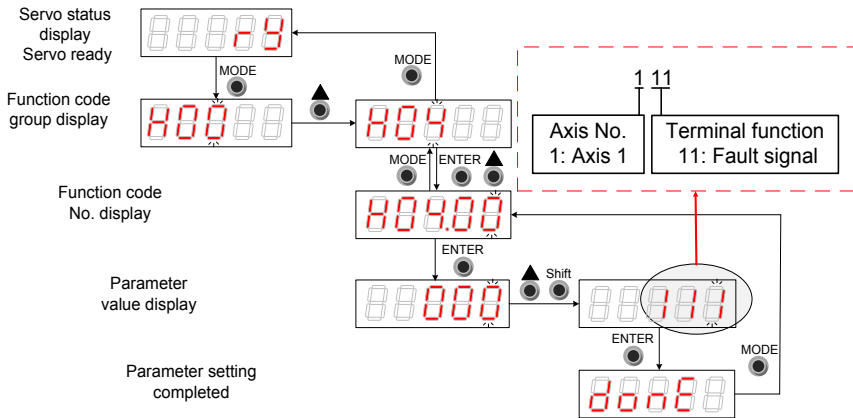 Servo status
display
Servo ready
ry
MODE
MODE
Function code
group display
H00
H04
MODE ENTER
Function code
No. display
H04.00
ENTER
Parameter
value display
000
Shift
111
ENTER
MODE
Parameter setting
completed
donE
1 11
Axis No.
1: Axis 1
Terminal function
11: Fault signal